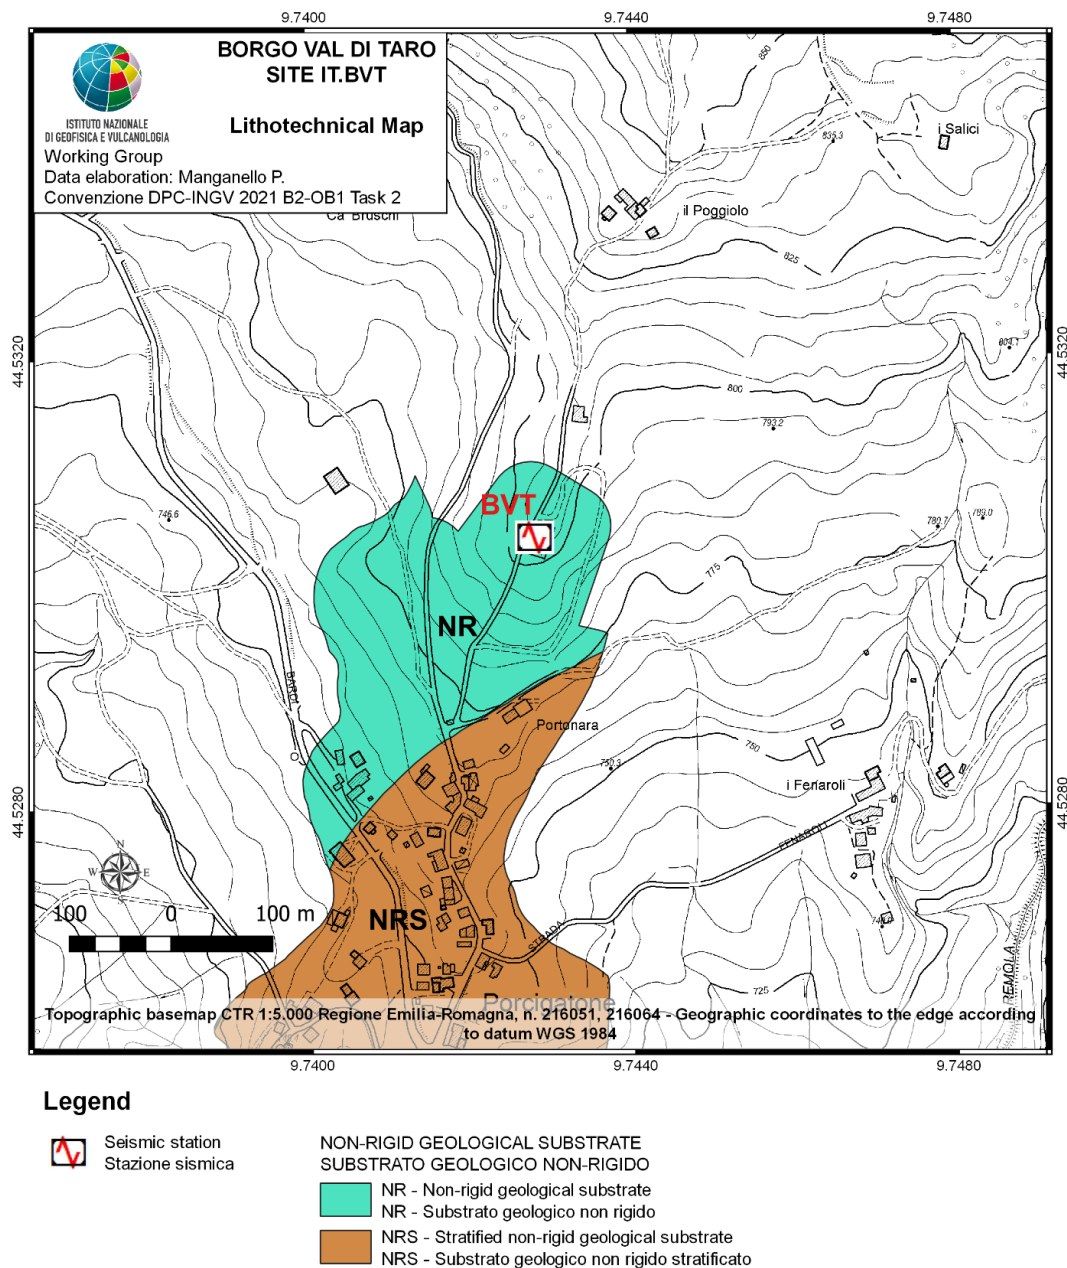 9.7400
9.7440
9.7480
BORGO VAL DI TARO
SITE IT.BVT
Lithotechnical Map
ISTITUTO NAZIONALE
DI GEOFISICA E VULCANOLOGIA
Working Group
Data elaboration: Manganello P.
Convenzione DPC-INGV 2021 B2-OB1 Task 2
850
835.3
i Salici
Ca' Bruschi
il Poggiolo
825
44.5320
44.5320
804.1
800
793.2
BVT
746.6
789.0
780.7
775
NR
BARDI
Portonara
750
750.3
i Fenaroli
44.5280
44.5280
FENAROLI
N
W
E
100
0
100 m
NRS
STRADA
REMOLA
725
Porcigatone
Topographic basemap CTR 1:5.000 Regione Emilia-Romagna, n. 216051, 216064 - Geographic coordinates to the edge according
to datum WGS 1984
9.7400
9.7440
9.7480
Legend
Seismic station
Stazione sismica
NON-RIGID GEOLOGICAL SUBSTRATE
SUBSTRATO GEOLOGICO NON-RIGIDO
NR - Non-rigid geological substrate
NR - Substrato geologico non rigido
NRS - Stratified non-rigid geological substrate
NRS - Substrato geologico non rigido stratificato